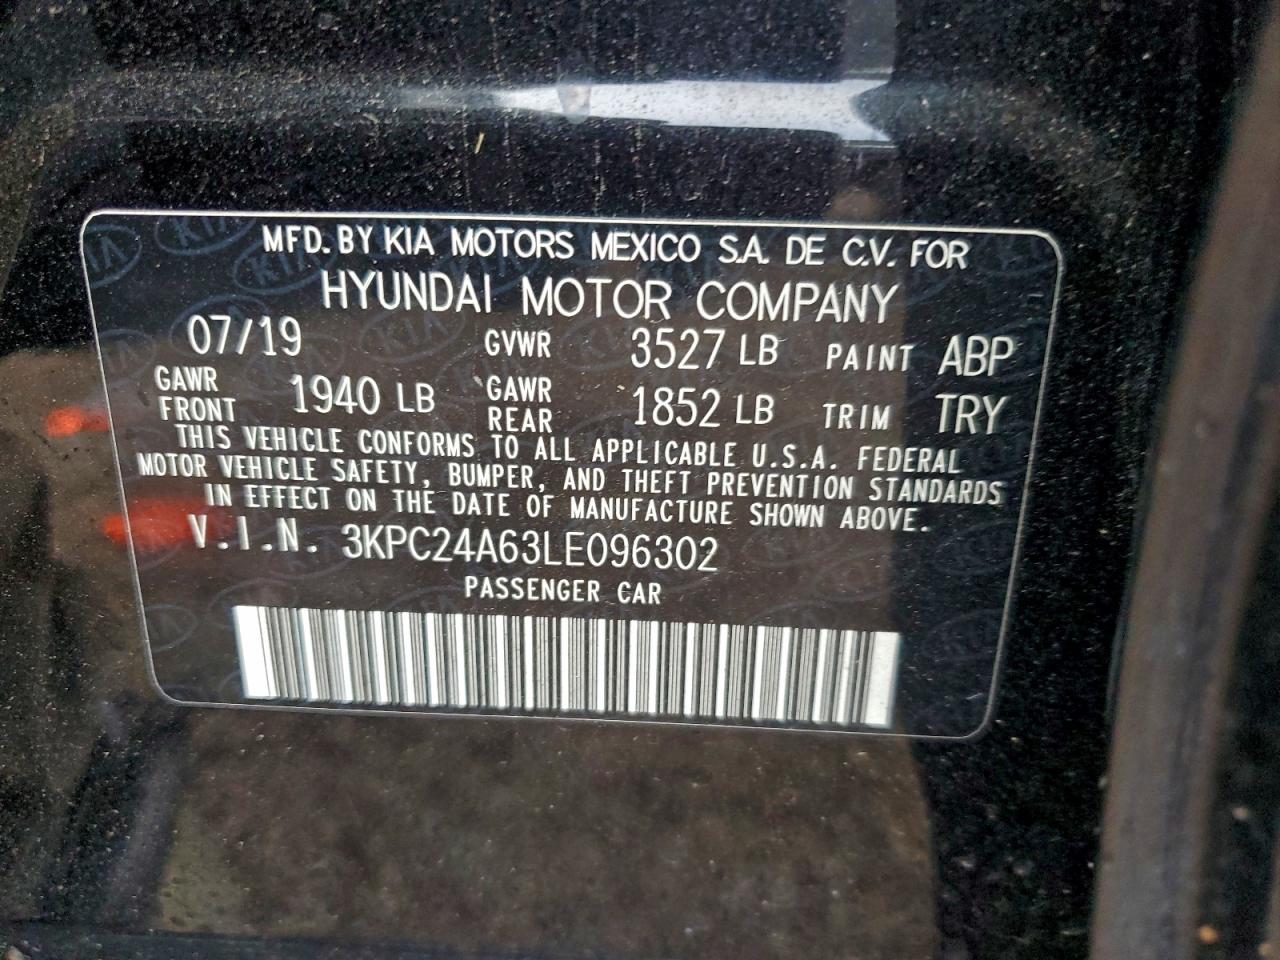 MFD. BY KIA MOTORS MEXICO S.A. DE C.V. FOR
HYUNDAI MOTOR COMPANY
07/19 GVWR 3527 LB PAINT ABP
GAWR FRONT 1940 LB GAWR REAR 1852 LB TRIM TRY
THIS VEHICLE CONFORMS TO ALL APPLICABLE U.S.A. FEDERAL
MOTOR VEHICLE SAFETY, BUMPER, AND THEFT PREVENTION STANDARDS
IN EFFECT ON THE DATE OF MANUFACTURE SHOWN ABOVE.
V.I.N. 3KPC24A63LE096302
PASSENGER CAR